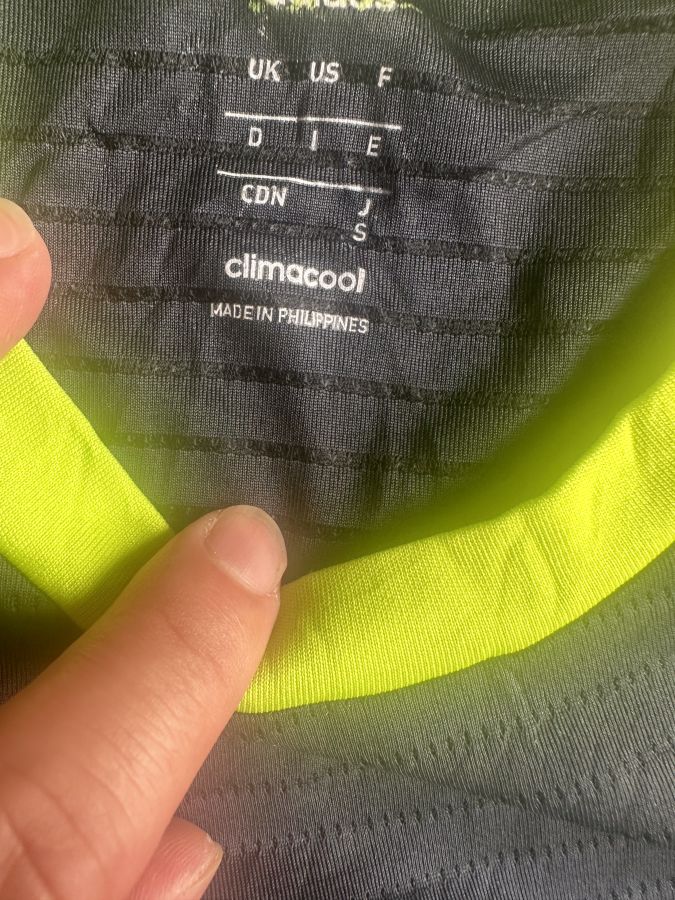 UK US F
D I E
CDN J
S
climacool
MADE IN PHILIPPINES